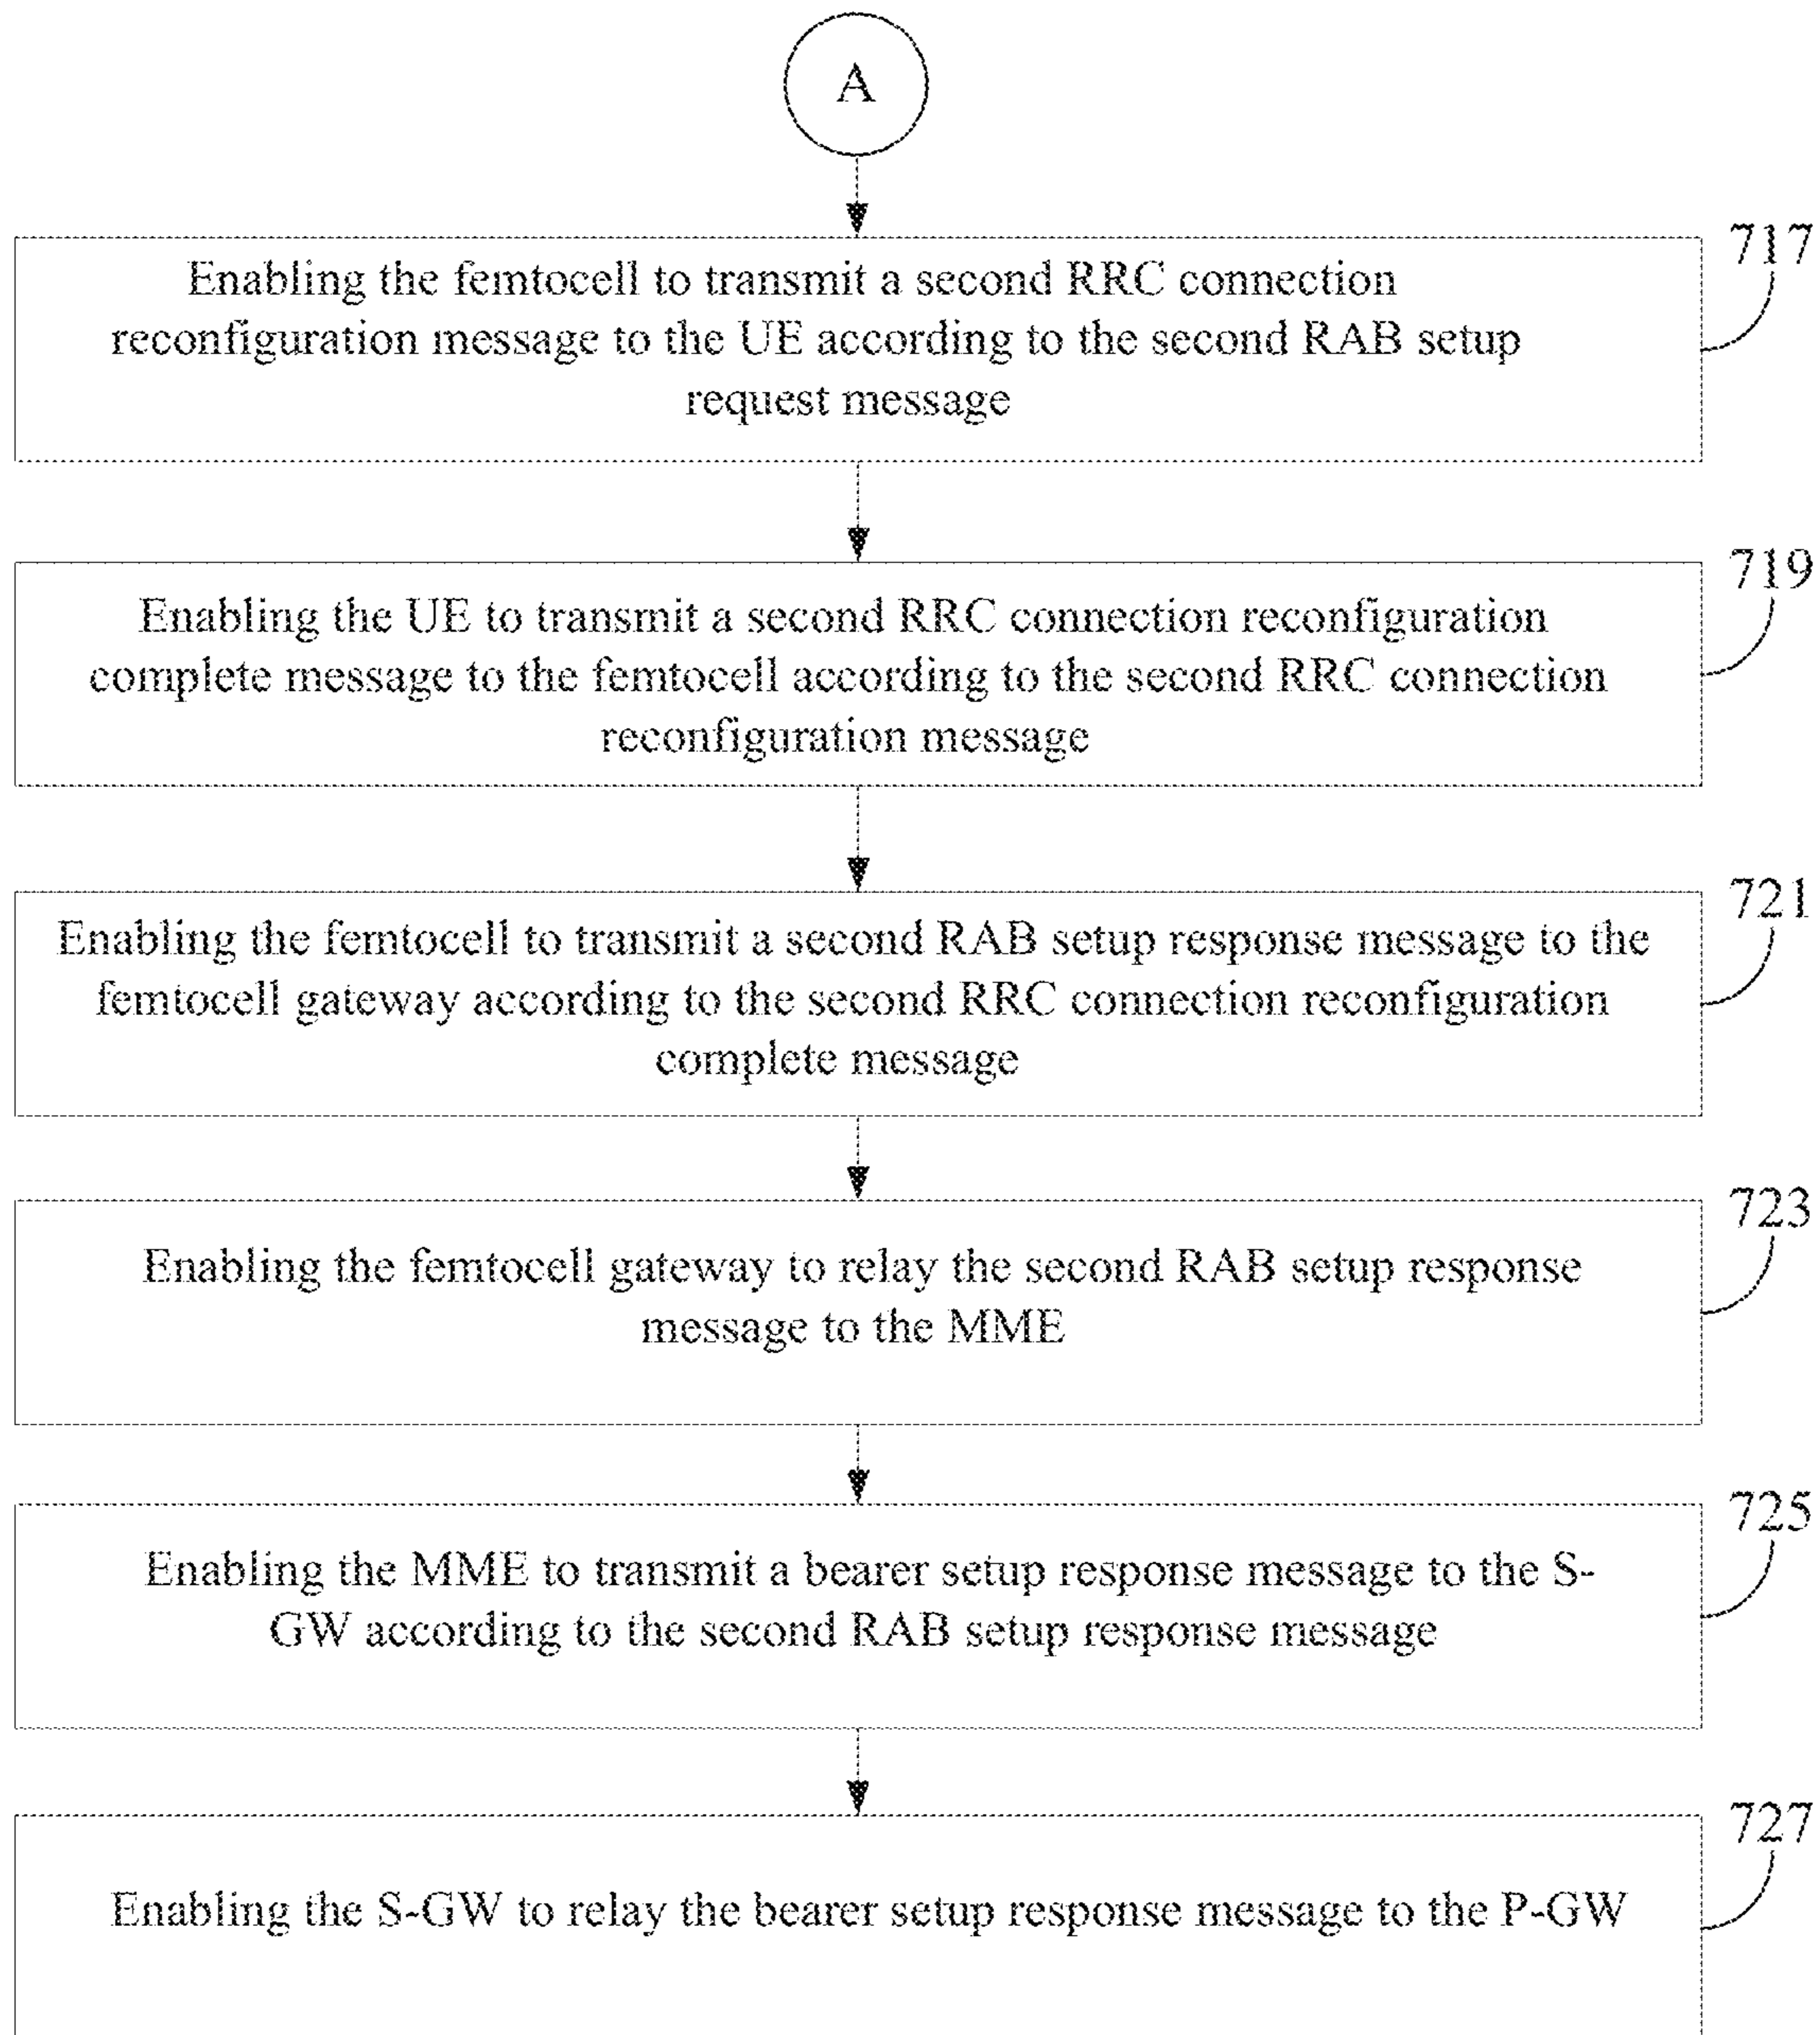 A
717
Enabling the femtocell to transmit a second RRC connection
reconfiguration message to the UE according to the second RAB setup
request message
719
Enabling the UE to transmit a second RRC connection reconfiguration
complete message to the femtocell according to the second RRC connection
reconfiguration message
721
Enabling the femtocell to transmit a second RAB setup response message to the
femtocell gateway according to the second RRC connection reconfiguration
complete message
723
Enabling the femtocell gateway to relay the second RAB setup response
message to the MME
725
Enabling the MME to transmit a bearer setup response message to the S-
GW according to the second RAB setup response message
727
Enabling the S-GW to relay the bearer setup response message to the P-GW